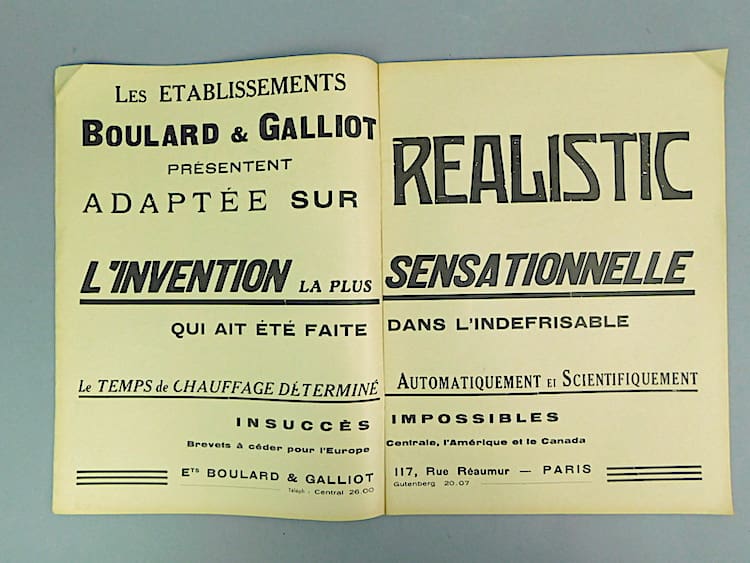 LES ETABLISSEMENTS
BOULARD & GALLIOT
PRÉSENTENT
ADAPTÉE SUR REALISTIC
L'INVENTION LA PLUS SENSATIONNELLE
QUI AIT ÉTÉ FAITE DANS L'INDEFRISABLE
Le TEMPS de CHAUFFAGE DÉTERMINÉ AUTOMATIQUEMENT ET SCIENTIFIQUEMENT
INSUCCÈS IMPOSSIBLES
Brevets à céder pour l'Europe Centrale, l'Amérique et le Canada
ETS BOULARD & GALLIOT 117, Rue Réaumur — PARIS
Téléph : Central 26.00 Gutenberg 20.07